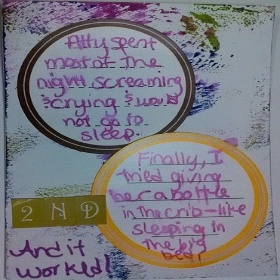 Ally spent
most of the
night screaming
& crying & would
not go to
sleep.
Finally, I
tried giving
her a bottle
in the crib - like
sleeping in
the big
bed!
2ND
And it
worked!